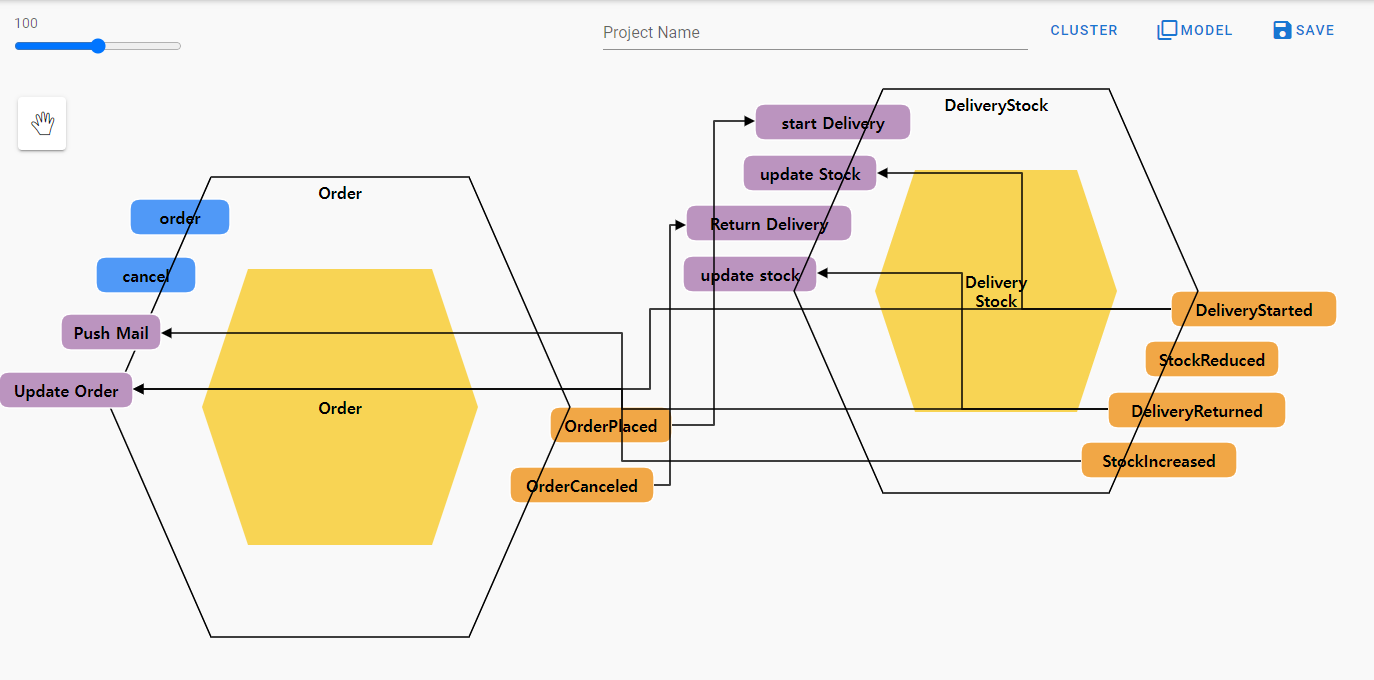 100
Project Name
CLUSTER
MODEL
SAVE
Order
order
cancel
Push Mail
Update Order
Order
OrderPlaced
OrderCanceled
DeliveryStock
start Delivery
update Stock
Return Delivery
update stock
Delivery
Stock
DeliveryStarted
StockReduced
DeliveryReturned
StockIncreased